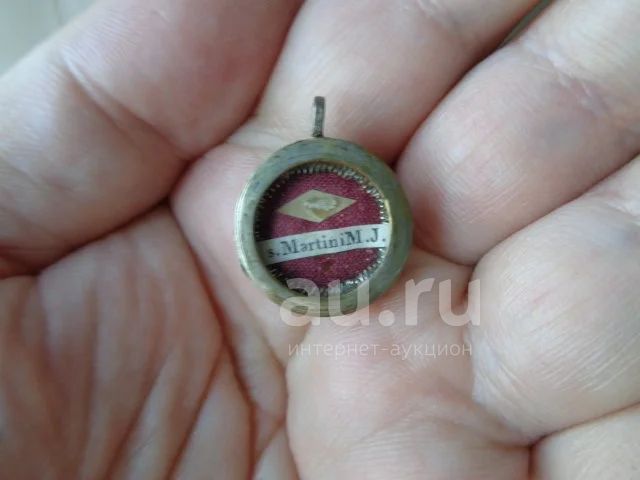 s. Martini M. J.
au.ru
интернет-аукцион